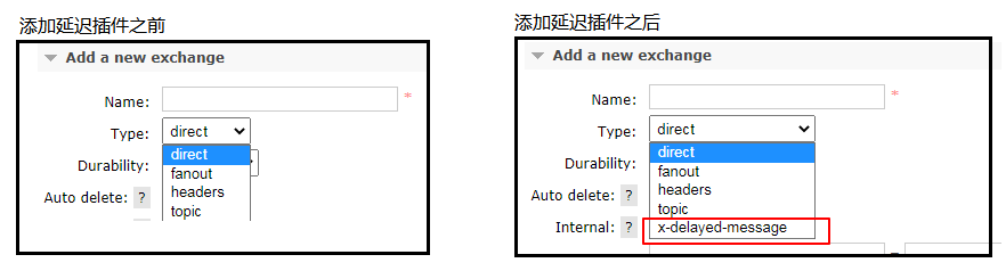 添加延迟插件之前
Add a new exchange
Name: *
Type: direct
direct
Durability:
fanout
Auto delete: ? headers
topic
添加延迟插件之后
Add a new exchange
Name: *
Type: direct
direct
Durability:
fanout
Auto delete: ? headers
topic
Internal: ? x-delayed-message